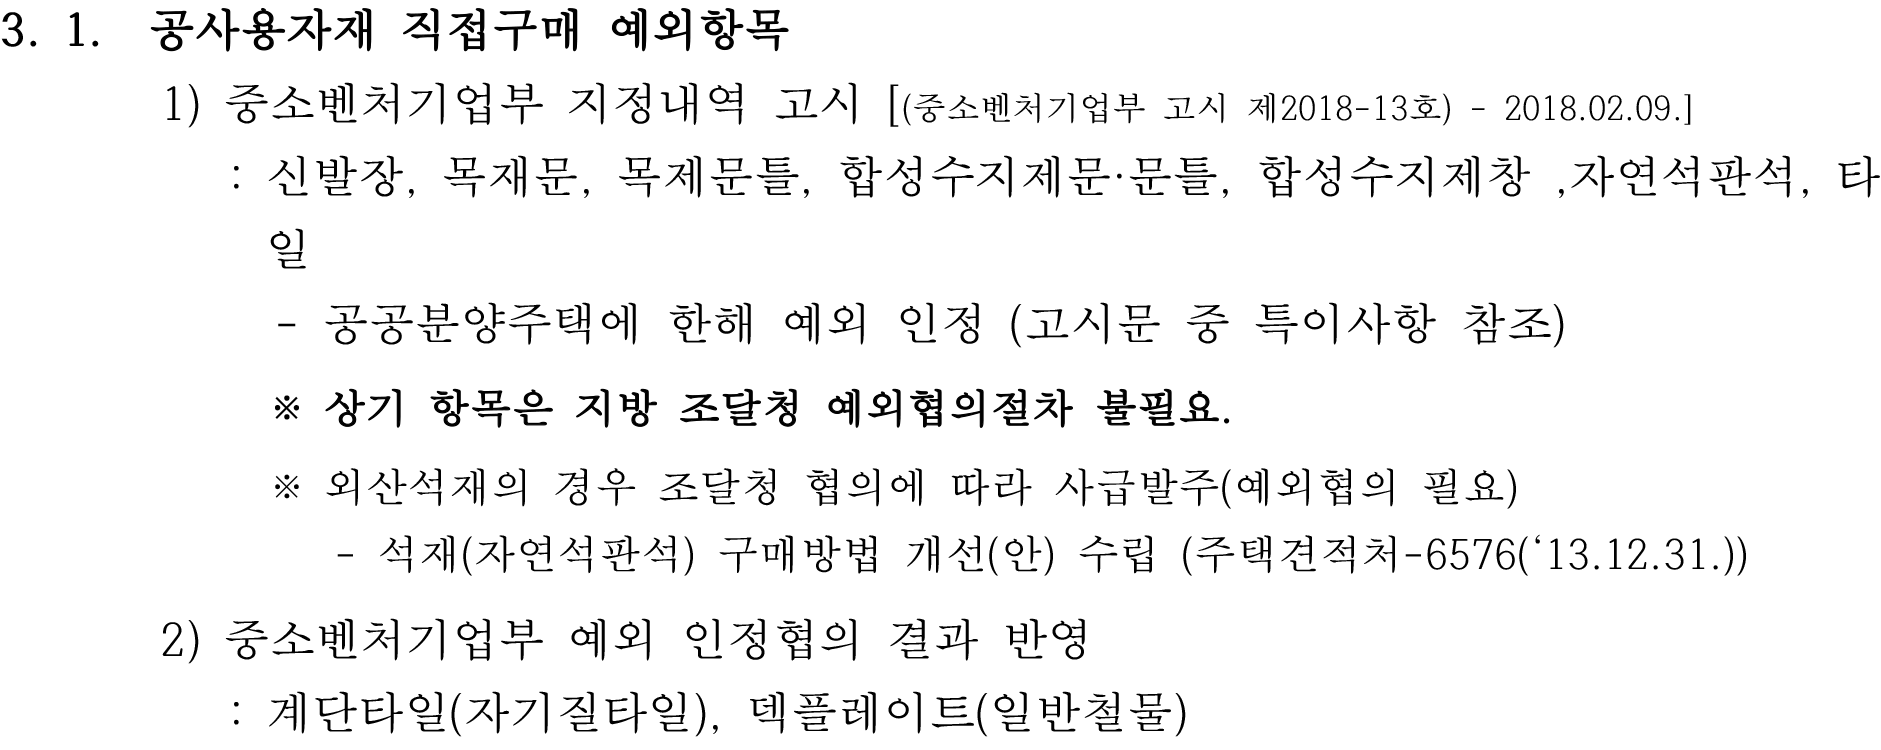 3. 1. 공사용자재 직접구매 예외항목
1) 중소벤처기업부 지정내역 고시 [(중소벤처기업부 고시 제2018-13호) - 2018.02.09.]
: 신발장, 목재문, 목제문틀, 합성수지제문·문틀, 합성수지제창 ,자연석판석, 타
일
- 공공분양주택에 한해 예외 인정 (고시문 중 특이사항 참조)
※ 상기 항목은 지방 조달청 예외협의절차 불필요.
※ 외산석재의 경우 조달청 협의에 따라 사급발주(예외협의 필요)
- 석재(자연석판석) 구매방법 개선(안) 수립 (주택견적처-6576(‘13.12.31.))
2) 중소벤처기업부 예외 인정협의 결과 반영
: 계단타일(자기질타일), 덱플레이트(일반철물)